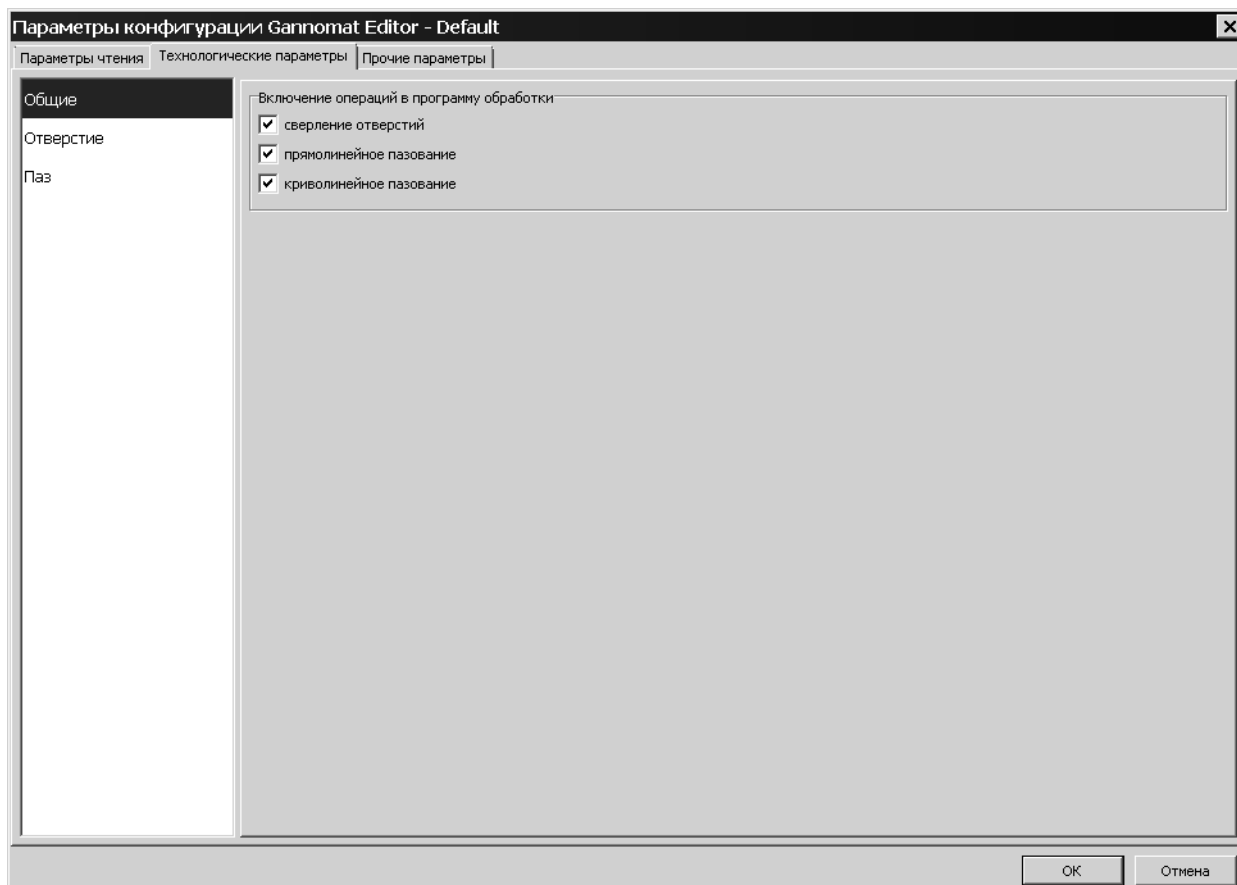 Параметры конфигурации Gannomat Editor - Default
Параметры чтения Технологические параметры Прочие параметры
Общие
Отверстие
Паз
Включение операций в программу обработки
сверление отверстий
прямолинейное пазование
криволинейное пазование
ОК Отмена